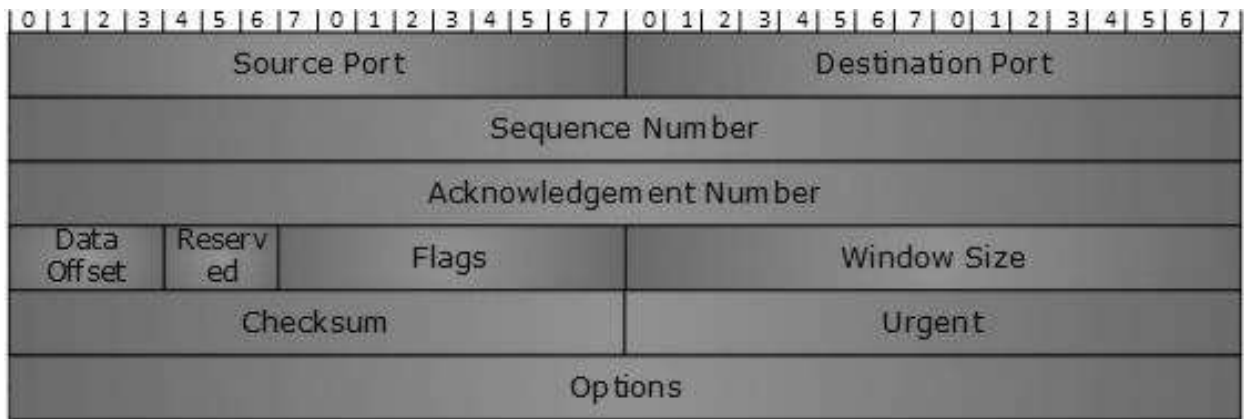 0 1 2 3 4 5 6 7 0 1 2 3 4 5 6 7 0 1 2 3 4 5 6 7 0 1 2 3 4 5 6 7
Source Port Destination Port
Sequence Number
Acknowledgement Number
Data Offset Reserv ed Flags Window Size
Checksum Urgent
Options